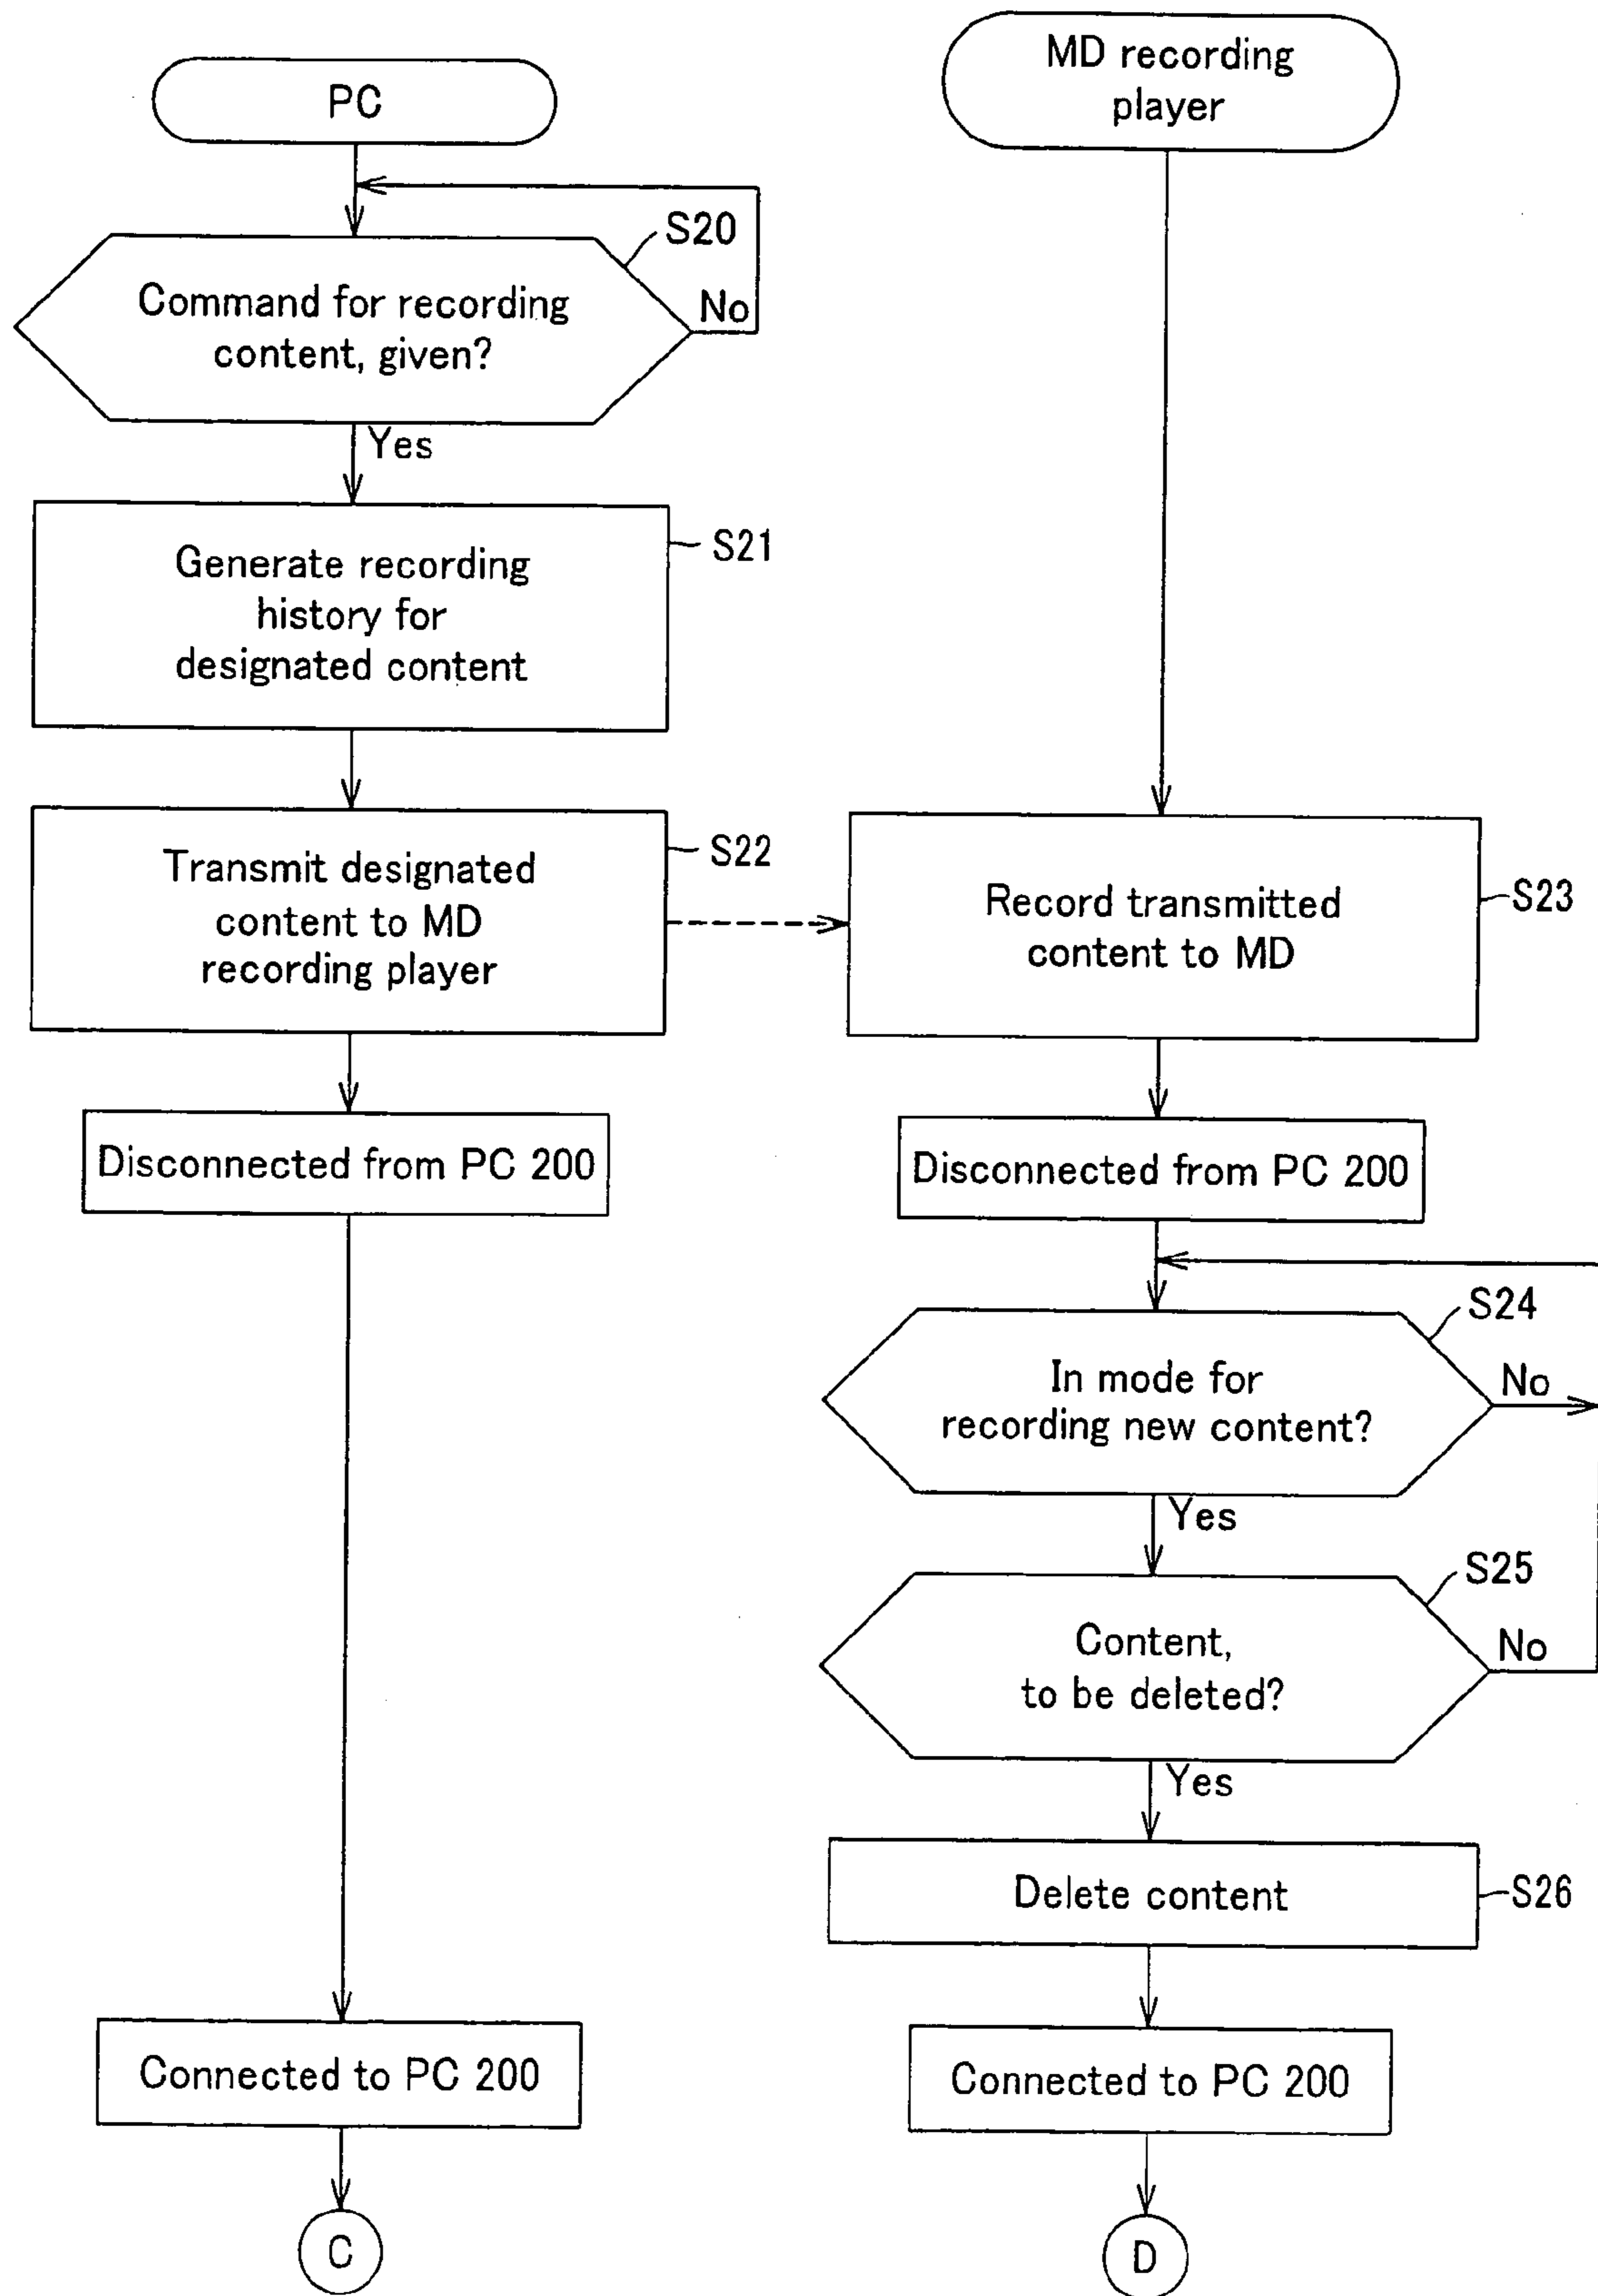 PC
MD recording
player
S20
Command for recording
content, given?
No
Yes
S21
Generate recording
history for
designated content
S22
Transmit designated
content to MD
recording player
S23
Record transmitted
content to MD
Disconnected from PC 200
Disconnected from PC 200
S24
In mode for
recording new content?
No
Yes
S25
Content,
to be deleted?
No
Yes
Delete content
S26
Connected to PC 200
Connected to PC 200
C
D